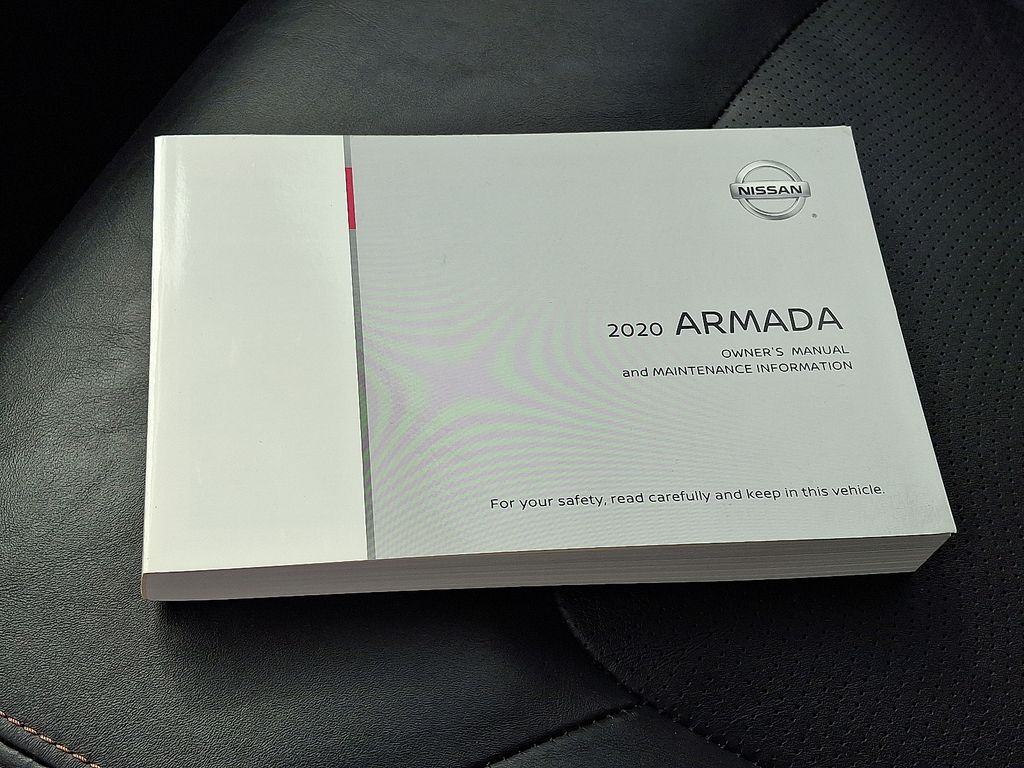 NISSAN
2020 ARMADA
OWNER'S MANUAL
and MAINTENANCE INFORMATION
For your safety, read carefully and keep in this vehicle.